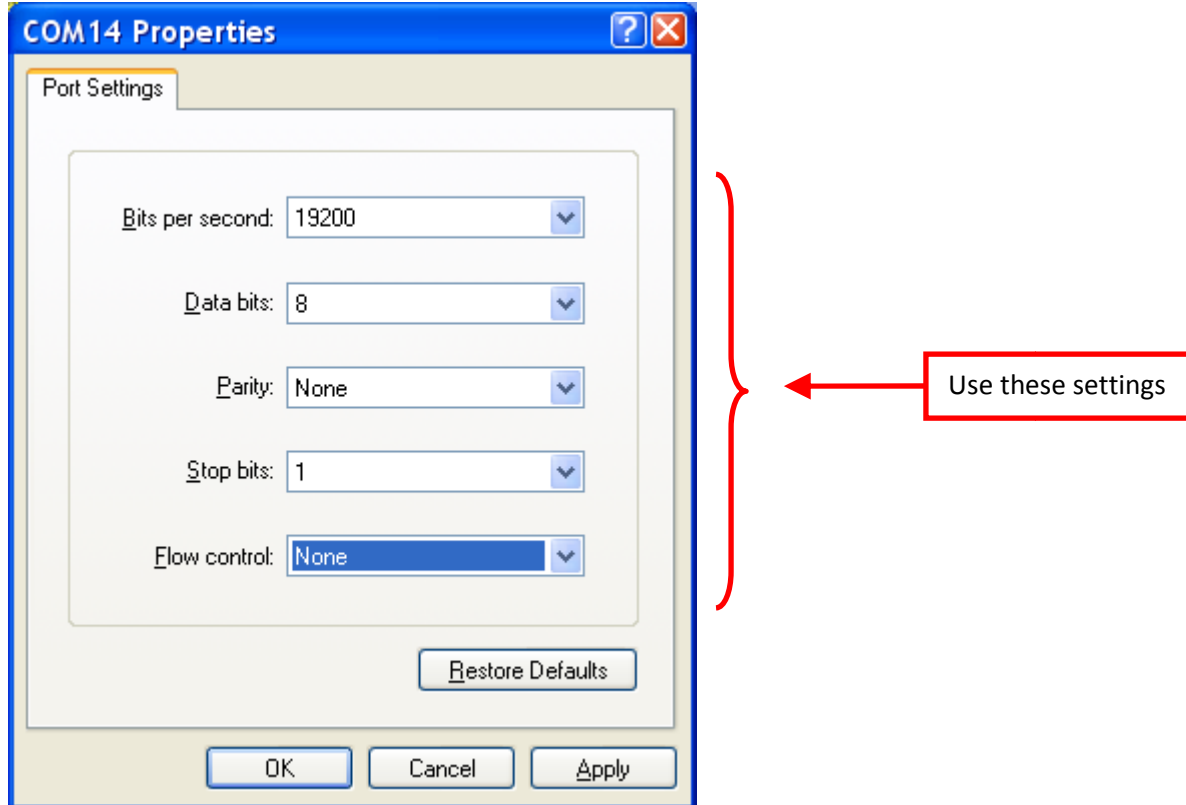 COM14 Properties
Port Settings
Bits per second: 19200
Data bits: 8
Parity: None
Stop bits: 1
Flow control: None
Use these settings
Restore Defaults
OK Cancel Apply